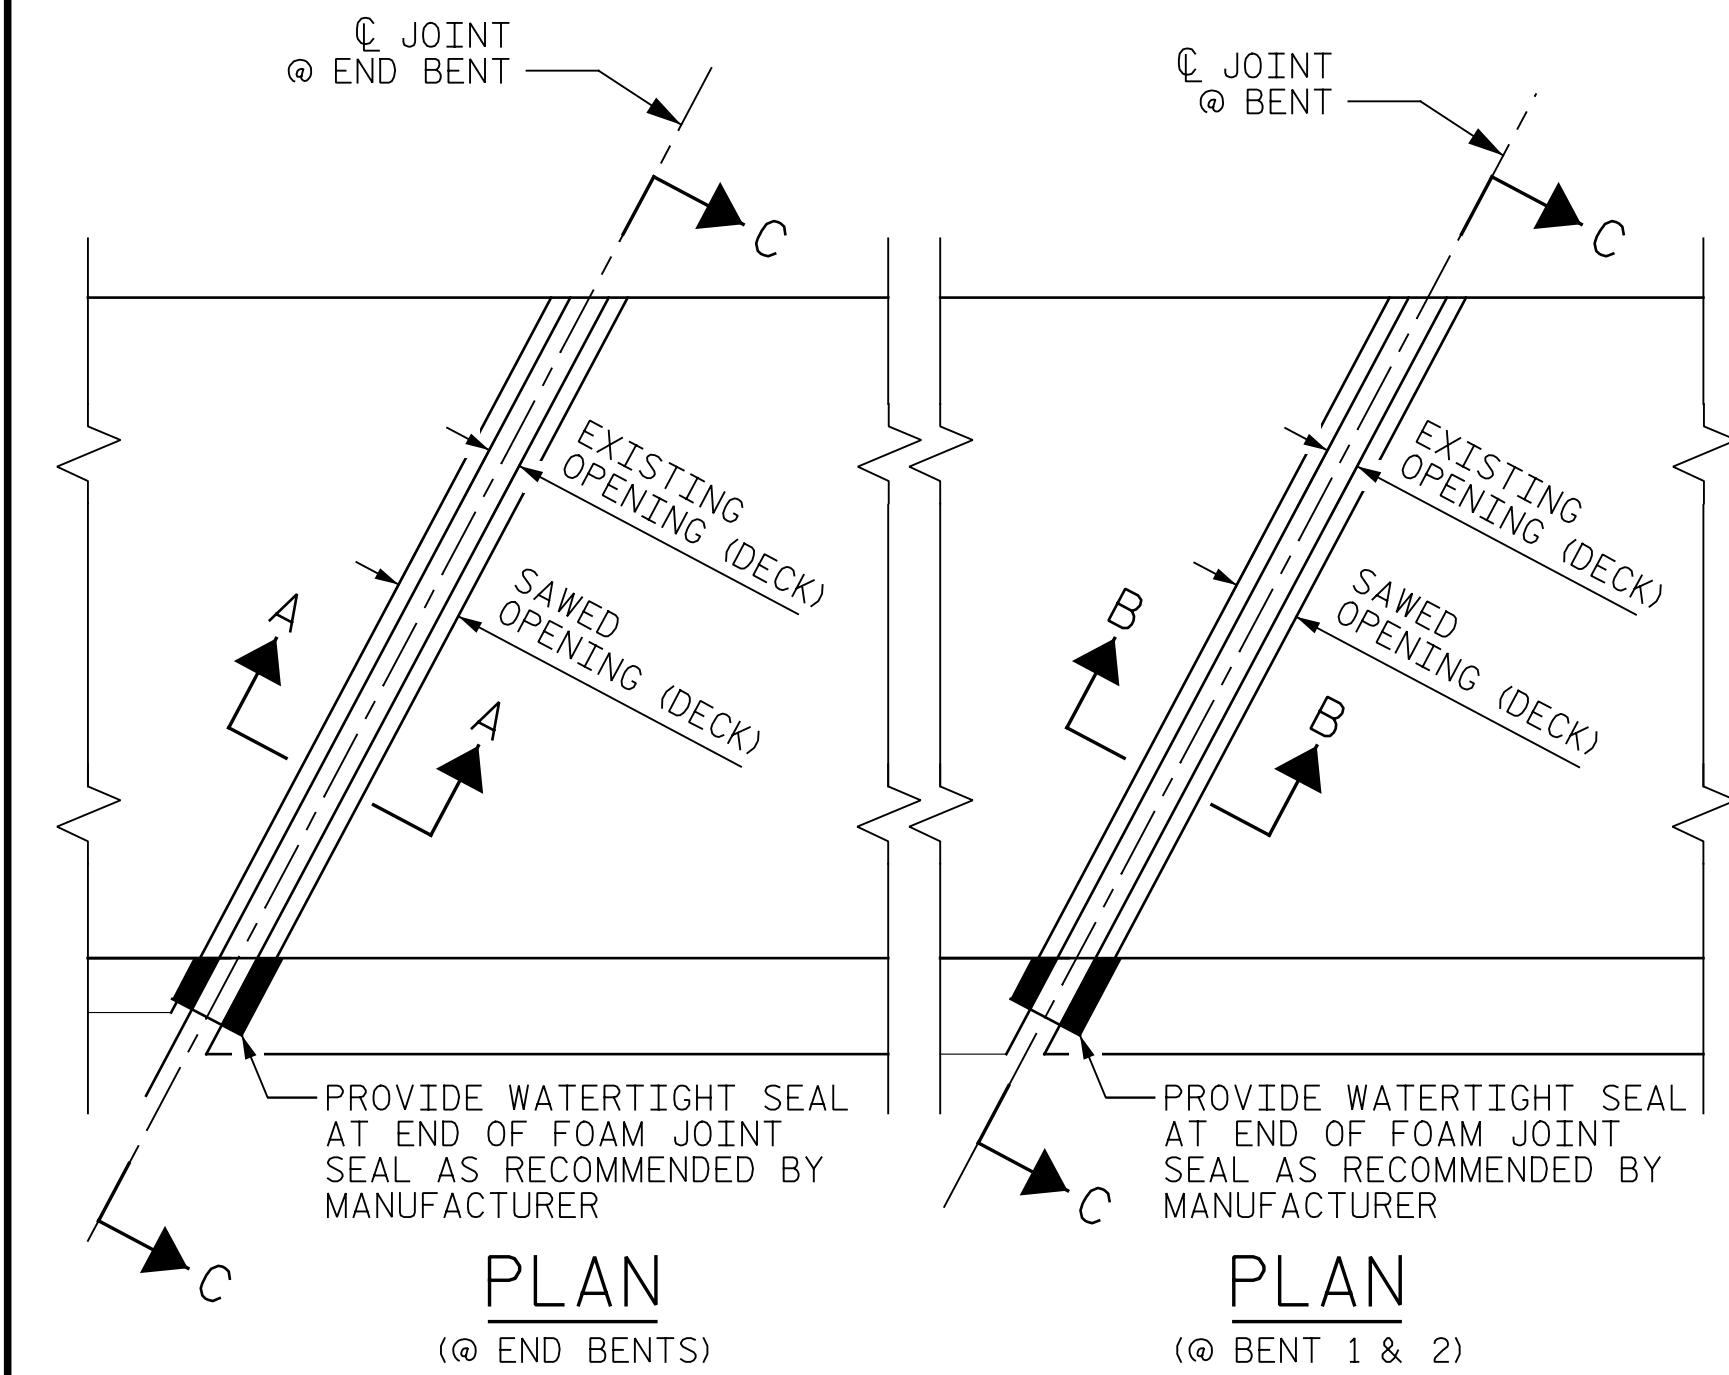 ℄ JOINT
@ END BENT
C
EXISTING
OPENING (DECK)
SAWED
OPENING (DECK)
A
A
PROVIDE WATERTIGHT SEAL
AT END OF FOAM JOINT
SEAL AS RECOMMENDED BY
MANUFACTURER
C
PLAN
(@ END BENTS)
℄ JOINT
@ BENT
C
EXISTING
OPENING (DECK)
SAWED
OPENING (DECK)
B
B
PROVIDE WATERTIGHT SEAL
AT END OF FOAM JOINT
SEAL AS RECOMMENDED BY
MANUFACTURER
C
PLAN
(@ BENT 1 & 2)